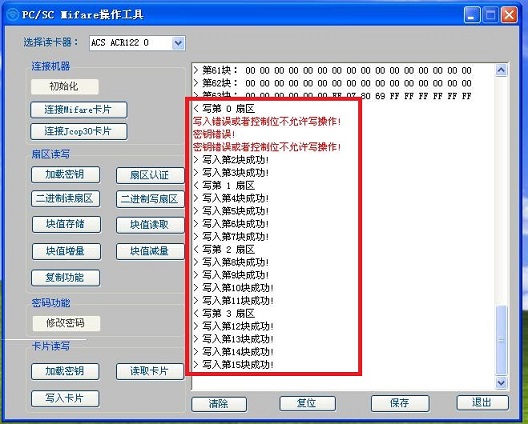 PC/SC Mifare操作工具
选择读卡器: ACS ACR122 0
连接机器
初始化
连接Mifare卡片
连接Jcop30卡片
扇区读写
加载密钥
扇区认证
二进制读扇区
二进制写扇区
块值存储
块值读取
块值增量
块值减量
复制功能
密码功能
修改密码
卡片读写
加载密钥
读取卡片
写入卡片
> 第61块: 00 00 00 00 00 00 00 00 00 00 00 00 00 00 00 00
> 第62块: 00 00 00 00 00 00 00 00 00 00 00 00 00 00 00 00
> 第63块: 00 00 00 00 00 00 FF 07 80 69 FF FF FF FF FF FF
< 写第 0 扇区
写入错误或者控制位不允许写操作!
密钥错误!
密钥错误或者控制位不允许写操作!
> 写入第2块成功!
> 写入第3块成功!
< 写第 1 扇区
> 写入第4块成功!
> 写入第5块成功!
> 写入第6块成功!
> 写入第7块成功!
< 写第 2 扇区
> 写入第8块成功!
> 写入第9块成功!
> 写入第10块成功!
> 写入第11块成功!
< 写第 3 扇区
> 写入第12块成功!
> 写入第13块成功!
> 写入第14块成功!
> 写入第15块成功!
清除
复位
保存
退出